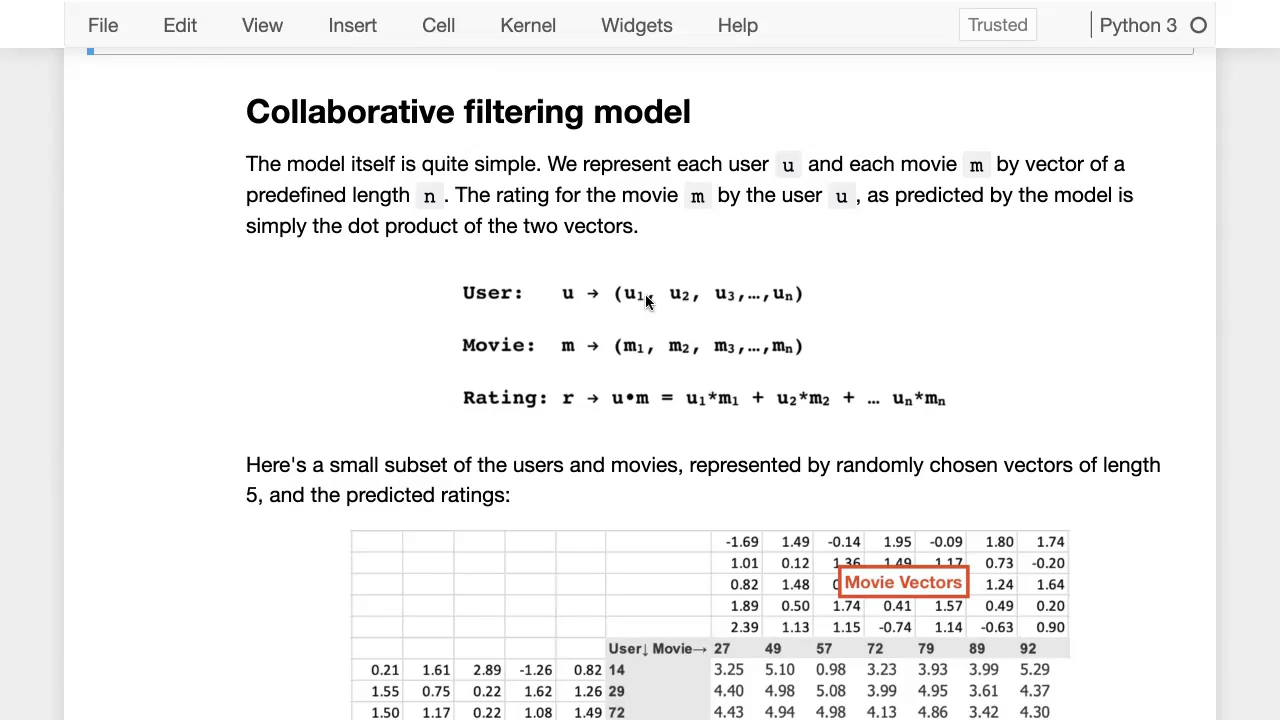 File Edit View Insert Cell Kernel Widgets Help Trusted Python 3
Collaborative filtering model
The model itself is quite simple. We represent each user u and each movie m by vector of a
predefined length n . The rating for the movie m by the user u , as predicted by the model is
simply the dot product of the two vectors.
User: u → (u₁, u₂, u₃,…,uₙ)
Movie: m → (m₁, m₂, m₃,…,mₙ)
Rating: r → u•m = u₁*m₁ + u₂*m₂ + … uₙ*mₙ
Here's a small subset of the users and movies, represented by randomly chosen vectors of length
5, and the predicted ratings:
-1.69 1.49 -0.14 1.95 -0.09 1.80 1.74
1.01 0.12 1.36 1.49 1.17 0.73 -0.20
0.82 1.48 Movie Vectors 1.24 1.64
1.89 0.50 1.74 0.41 1.57 0.49 0.20
2.39 1.13 1.15 -0.74 1.14 -0.63 0.90
User↓ Movie→ 27 49 57 72 79 89 92
0.21 1.61 2.89 -1.26 0.82 14 3.25 5.10 0.98 3.23 3.93 3.99 5.29
1.55 0.75 0.22 1.62 1.26 29 4.40 4.98 5.08 3.99 4.95 3.61 4.37
1.50 1.17 0.22 1.08 1.49 72 4.43 4.94 4.98 4.13 4.86 3.42 4.30